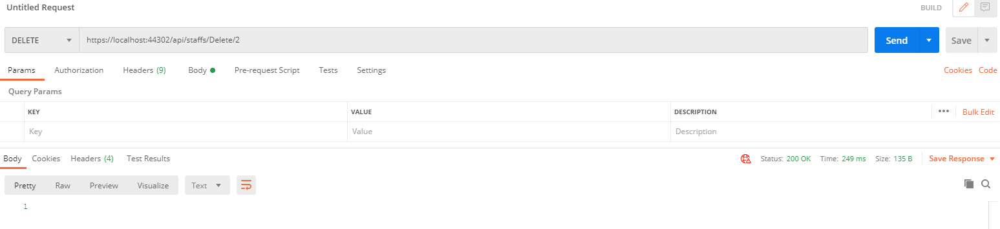 Untitled Request BUILD
DELETE https://localhost:44302/api/staffs/Delete/2 Send Save
Params Authorization Headers (9) Body Pre-request Script Tests Settings Cookies Code
Query Params
KEY VALUE DESCRIPTION ••• Bulk Edit
Key Value Description
Body Cookies Headers (4) Test Results Status: 200 OK Time: 249 ms Size: 135 B Save Response
Pretty Raw Preview Visualize Text
1